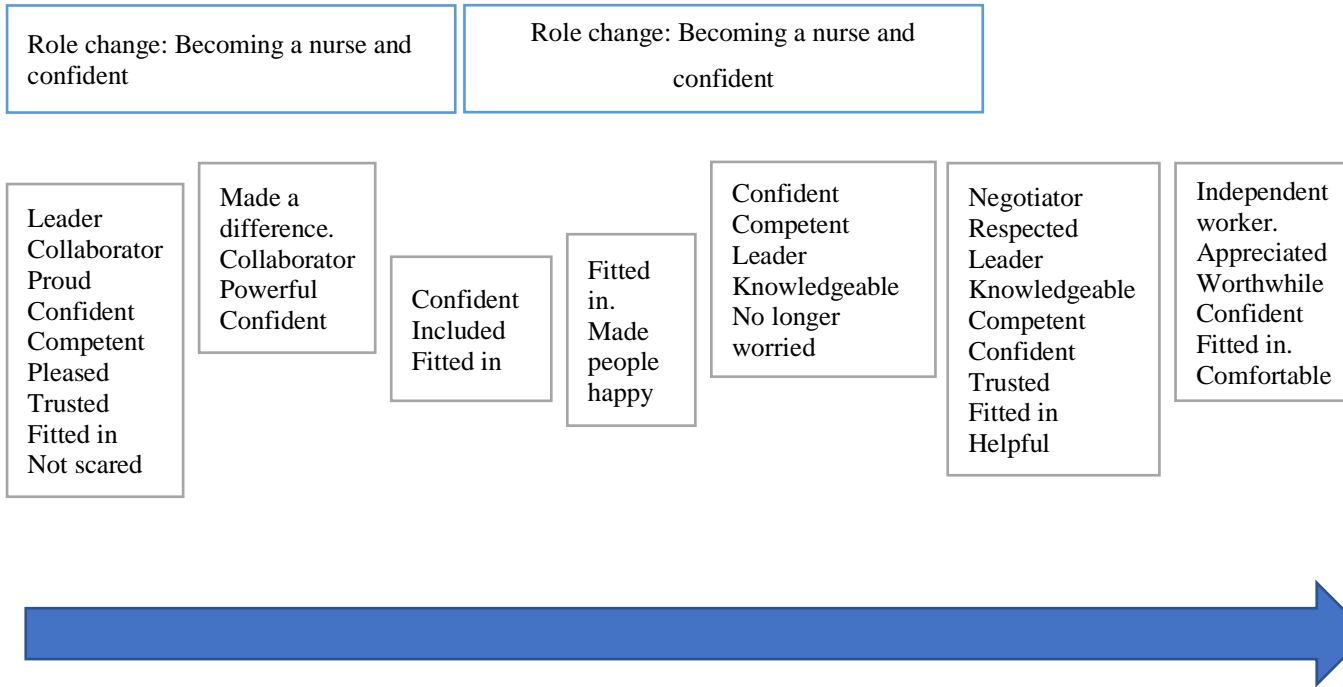 Role change: Becoming a nurse and
confident
Role change: Becoming a nurse and
confident
Leader
Collaborator
Proud
Confident
Competent
Pleased
Trusted
Fitted in
Not scared
Made a
difference.
Collaborator
Powerful
Confident
Confident
Included
Fitted in
Fitted
in.
Made
people
happy
Confident
Competent
Leader
Knowledgeable
No longer
worried
Negotiator
Respected
Leader
Knowledgeable
Competent
Confident
Trusted
Fitted in
Helpful
Independent
worker.
Appreciated
Worthwhile
Confident
Fitted in.
Comfortable